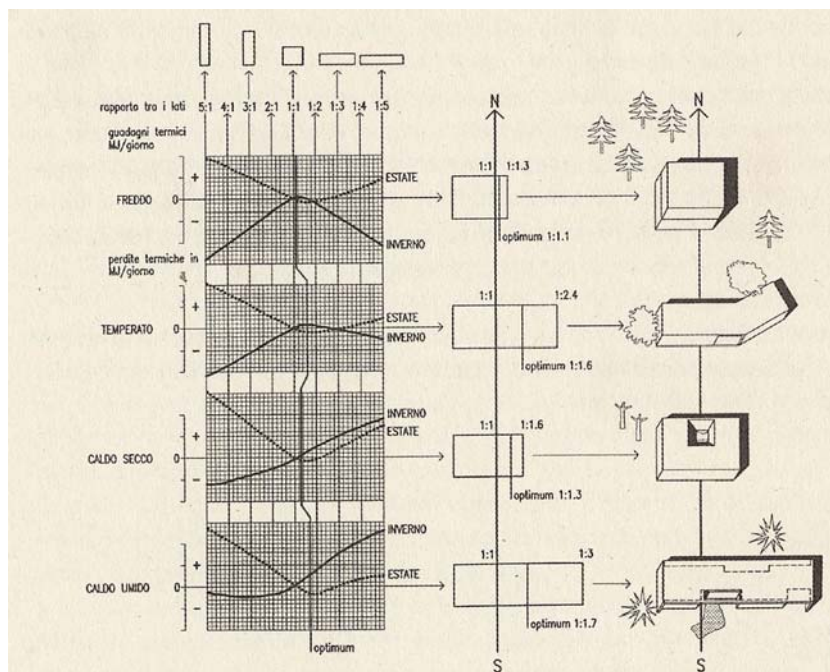 rapporto tra i lati 5:1 4:1 3:1 2:1 1:1 1:2 1:3 1:4 1:5
guadagni termici
MJ/giorno
+
FREDDO 0
−
ESTATE
INVERNO
perdite termiche in
MJ/giorno
+
TEMPERATO 0
−
ESTATE
INVERNO
+
CALDO SECCO 0
−
INVERNO
ESTATE
+
CALDO UMIDO 0
−
INVERNO
ESTATE
optimum
N
1:1 1:1.3
optimum 1:1.1
1:1 1:2.4
optimum 1:1.6
1:1 1:1.6
optimum 1:1.3
1:1 1:3
optimum 1:1.7
S
N
S